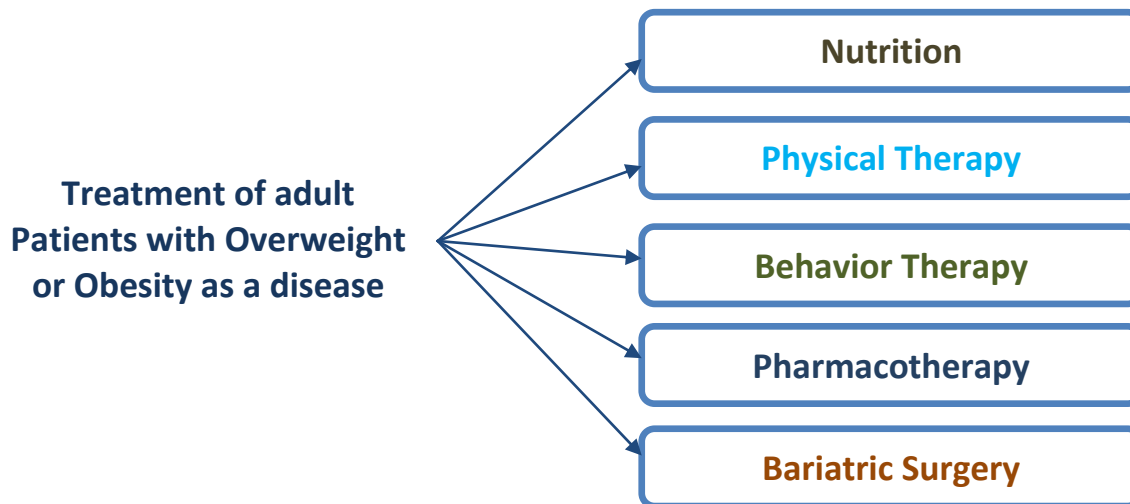 Treatment of adult
Patients with Overweight
or Obesity as a disease
Nutrition
Physical Therapy
Behavior Therapy
Pharmacotherapy
Bariatric Surgery